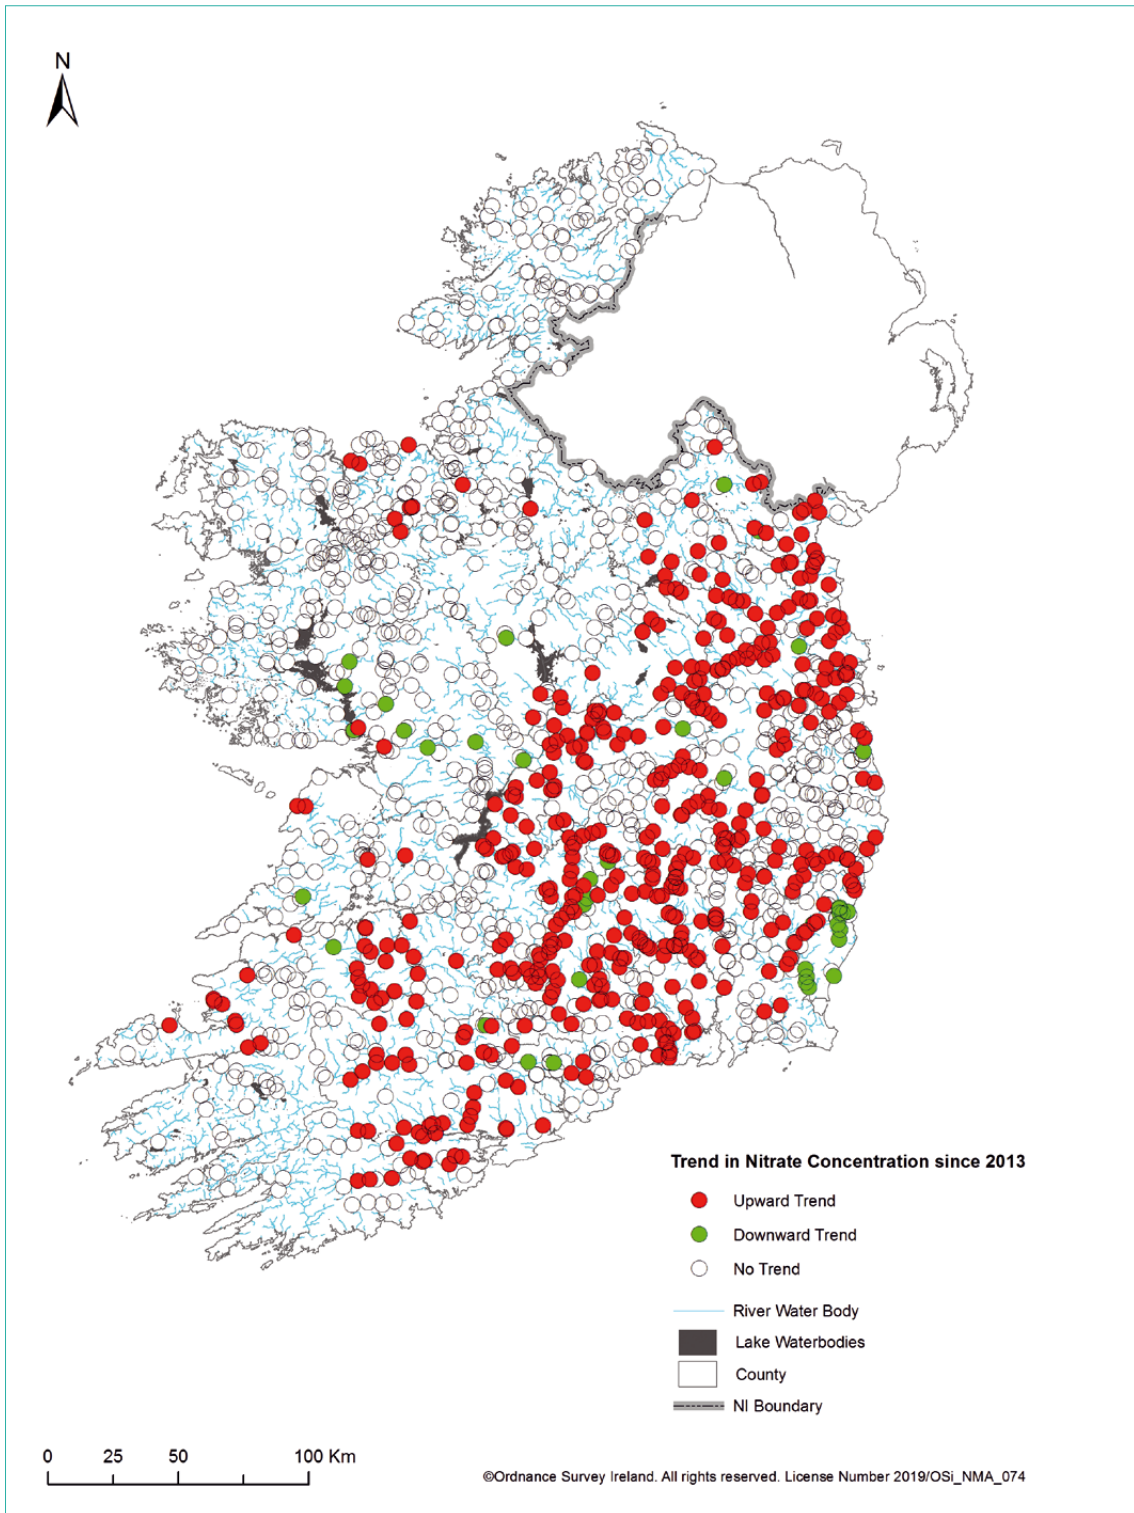 N
Trend in Nitrate Concentration since 2013
Upward Trend
Downward Trend
No Trend
River Water Body
Lake Waterbodies
County
NI Boundary
0 25 50 100 Km
©Ordnance Survey Ireland. All rights reserved. License Number 2019/OSi_NMA_074